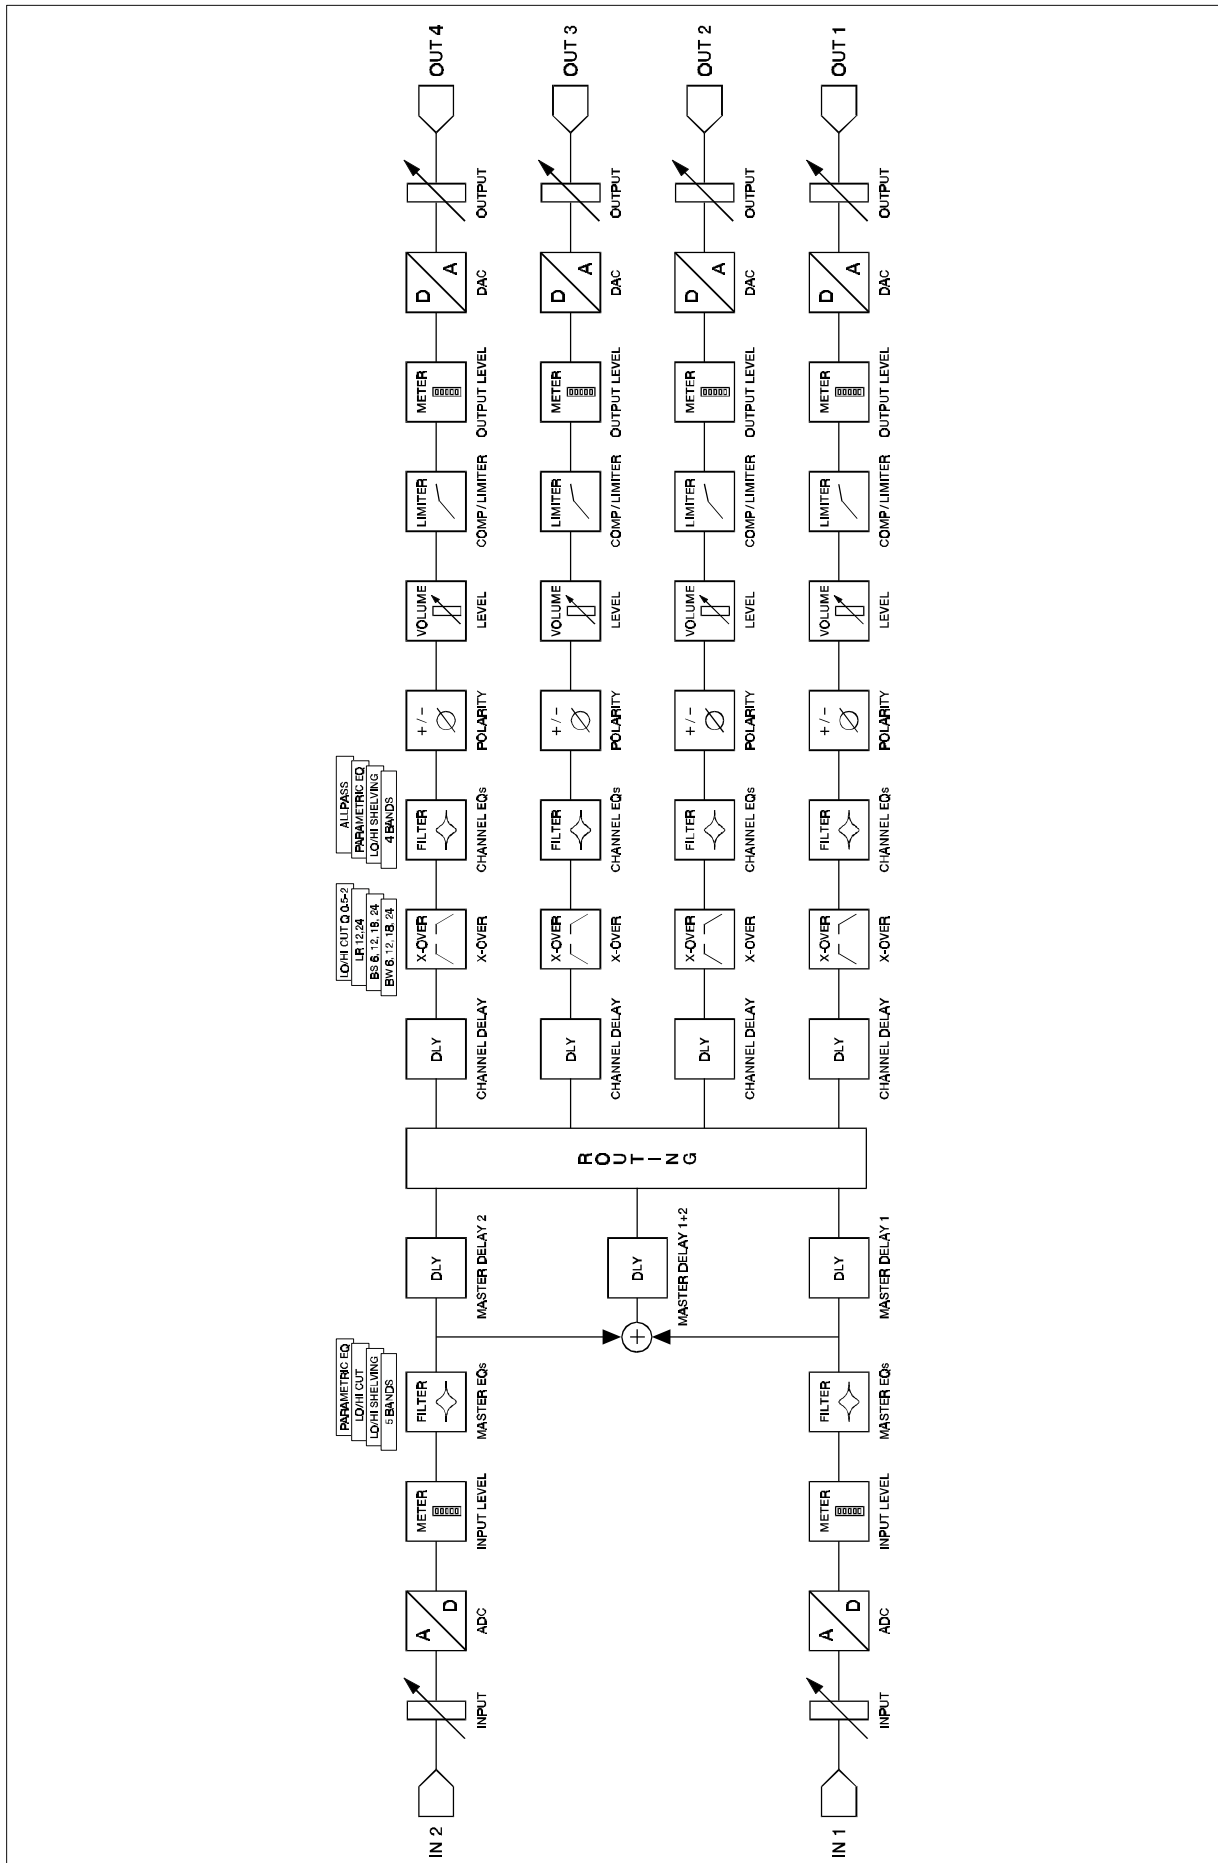 PARAMETRIC EQ
LO/HI CUT
LO/HI SHELVING
5 BANDS
LO/HI CUT Q 0.5-2
LR 12,24
BS 6, 12, 18, 24
BW 6, 12, 18, 24
ALLPASS
PARAMETRIC EQ
LO/HI SHELVING
4 BANDS
IN 2
INPUT
A
D
ADC
METER
INPUT LEVEL
FILTER
MASTER EQs
DLY
MASTER DELAY 2
ROUTING
DLY
CHANNEL DELAY
X-OVER
X-OVER
FILTER
CHANNEL EQs
+/-
POLARITY
VOLUME
LEVEL
LIMITER
COMP/LIMITER
METER
OUTPUT LEVEL
D
A
DAC
OUTPUT
OUT 4
DLY
CHANNEL DELAY
X-OVER
X-OVER
FILTER
CHANNEL EQs
+/-
POLARITY
VOLUME
LEVEL
LIMITER
COMP/LIMITER
METER
OUTPUT LEVEL
D
A
DAC
OUTPUT
OUT 3
+
DLY
MASTER DELAY 1+2
DLY
CHANNEL DELAY
X-OVER
X-OVER
FILTER
CHANNEL EQs
+/-
POLARITY
VOLUME
LEVEL
LIMITER
COMP/LIMITER
METER
OUTPUT LEVEL
D
A
DAC
OUTPUT
OUT 2
IN 1
INPUT
A
D
ADC
METER
INPUT LEVEL
FILTER
MASTER EQs
DLY
MASTER DELAY 1
DLY
CHANNEL DELAY
X-OVER
X-OVER
FILTER
CHANNEL EQs
+/-
POLARITY
VOLUME
LEVEL
LIMITER
COMP/LIMITER
METER
OUTPUT LEVEL
D
A
DAC
OUTPUT
OUT 1